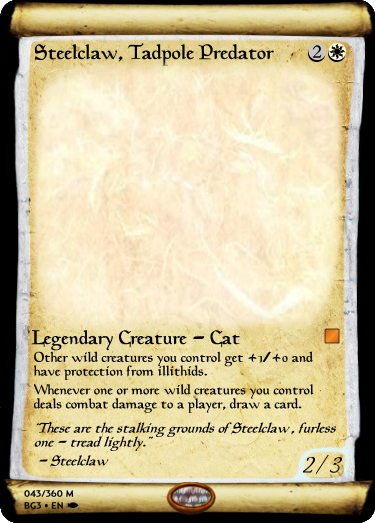 Steelclaw, Tadpole Predator 2
Legendary Creature – Cat
Other wild creatures you control get +1/+0 and
have protection from illithids.
Whenever one or more wild creatures you control
deals combat damage to a player, draw a card.
"These are the stalking grounds of Steelclaw, furless
one – tread lightly."
– Steelclaw
2/3
043/360 M
BG3 • EN